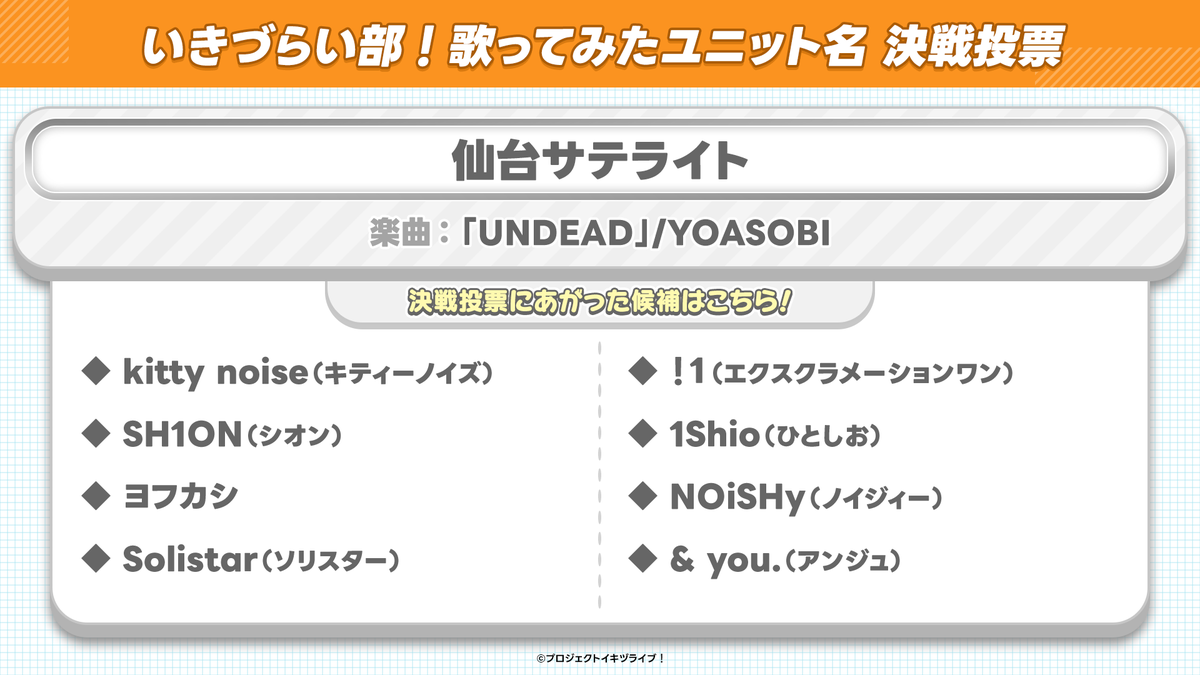 いきづらい部！歌ってみたユニット名 決戦投票
仙台サテライト
楽曲：「UNDEAD」/YOASOBI
決戦投票にあがった候補はこちら！
◆ kitty noise（キティーノイズ）
◆ SH1ON（シオン）
◆ ヨフカシ
◆ Solistar（ソリスター）
◆ ！1（エクスクラメーションワン）
◆ 1Shio（ひとしお）
◆ NOiSHy（ノイジィー）
◆ & you.（アンジュ）
©プロジェクトイキヅライブ！